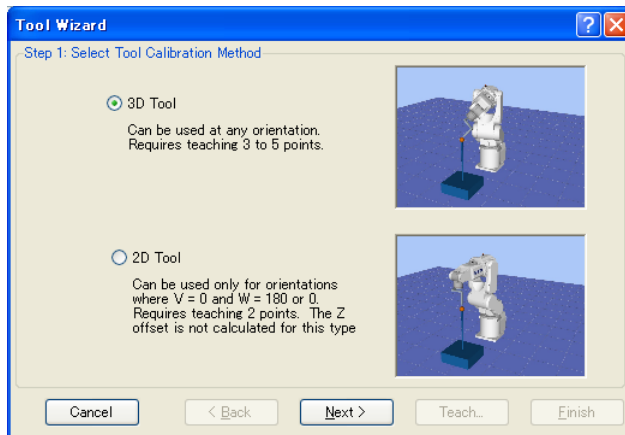 Tool Wizard
Step 1: Select Tool Calibration Method
3D Tool
Can be used at any orientation.
Requires teaching 3 to 5 points.
2D Tool
Can be used only for orientations
where V = 0 and W = 180 or 0.
Requires teaching 2 points. The Z
offset is not calculated for this type
Cancel
< Back
Next >
Teach...
Finish